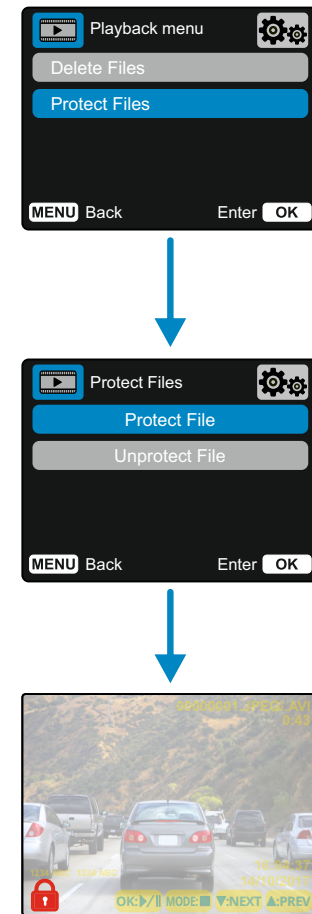 Playback menu
Delete Files
Protect Files
MENU Back Enter OK
Protect Files
Protect File
Unprotect File
MENU Back Enter OK
0:43
OK: MODE: :NEXT :PREV